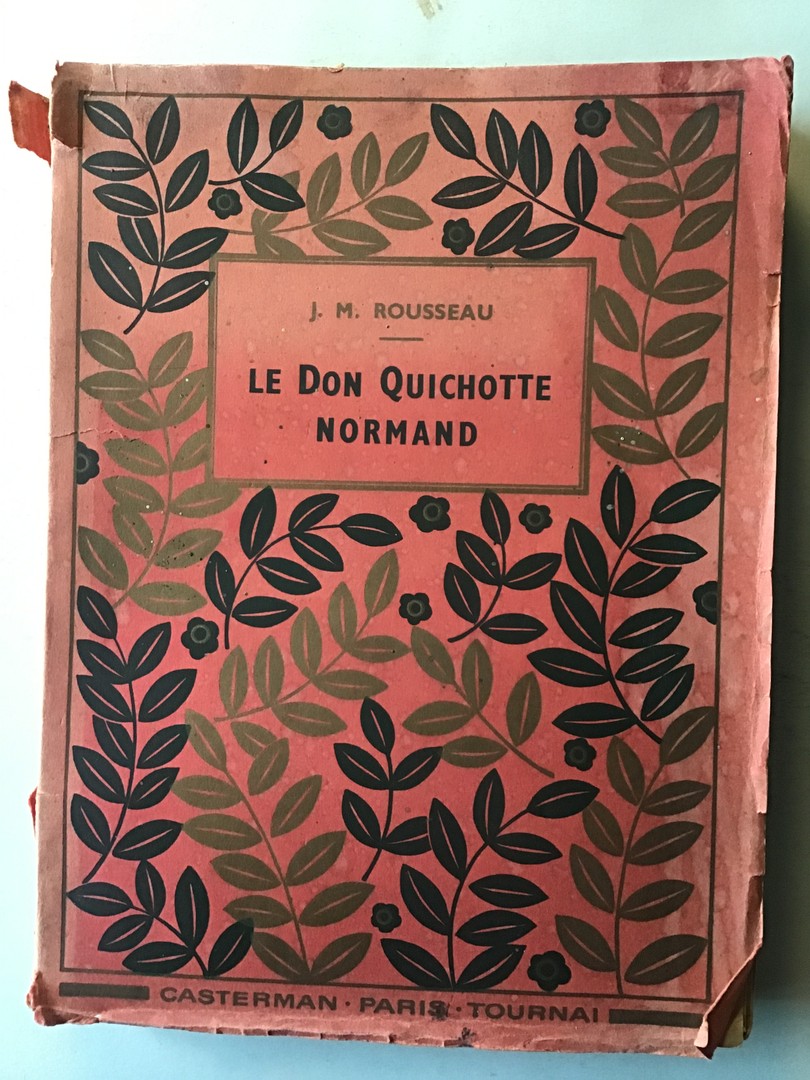 J. M. ROUSSEAU
LE DON QUICHOTTE
NORMAND
CASTERMAN · PARIS · TOURNAI